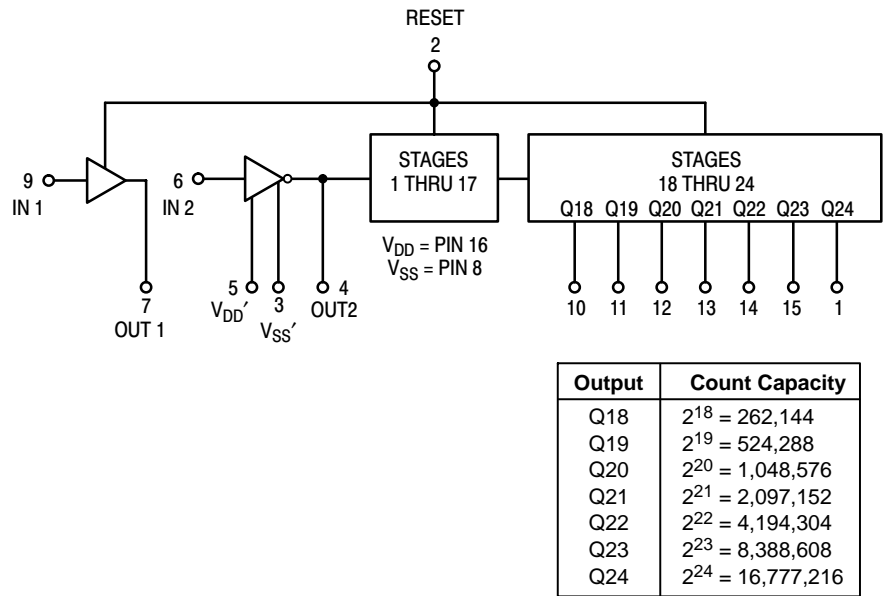 RESET
2
STAGES
1 THRU 17
STAGES
18 THRU 24
Q18 Q19 Q20 Q21 Q22 Q23 Q24
9
IN 1
6
IN 2
7
OUT 1
5
V_DD′
3
V_SS′
4
OUT2
V_DD = PIN 16
V_SS = PIN 8
10 11 12 13 14 15 1
Output Count Capacity
Q18 2^18 = 262,144
Q19 2^19 = 524,288
Q20 2^20 = 1,048,576
Q21 2^21 = 2,097,152
Q22 2^22 = 4,194,304
Q23 2^23 = 8,388,608
Q24 2^24 = 16,777,216